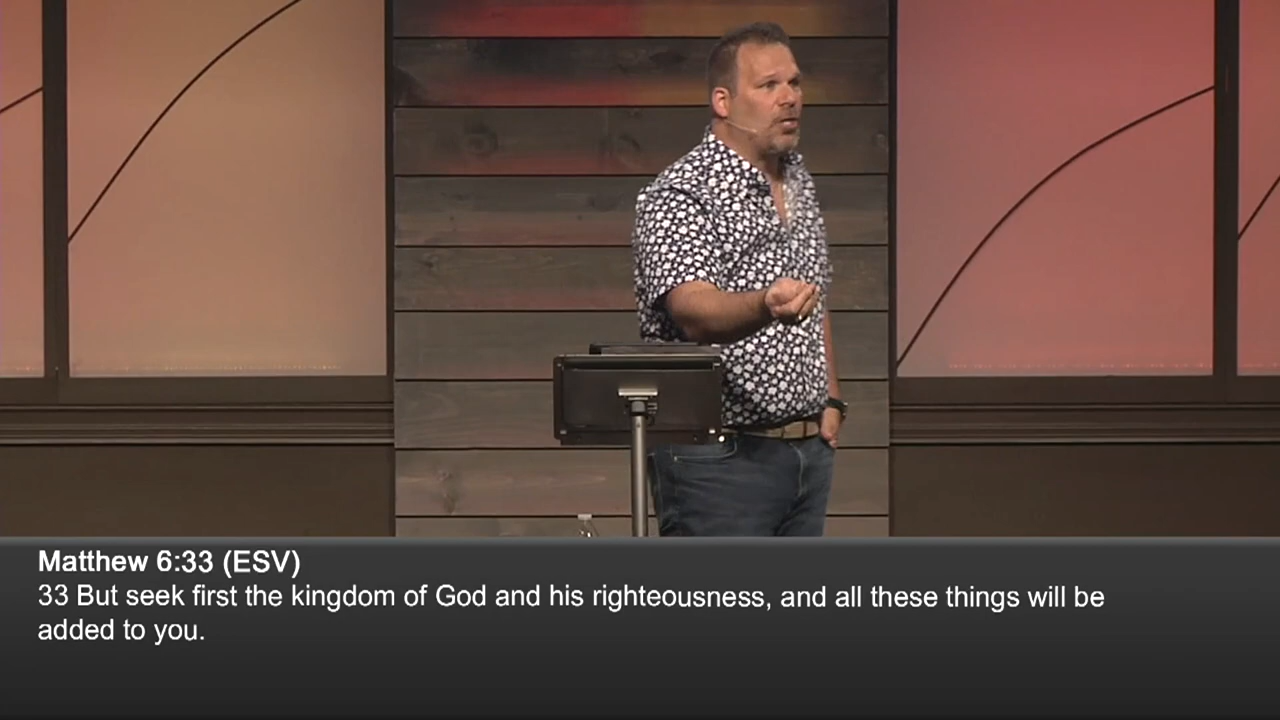 Matthew 6:33 (ESV)
33 But seek first the kingdom of God and his righteousness, and all these things will be
added to you.